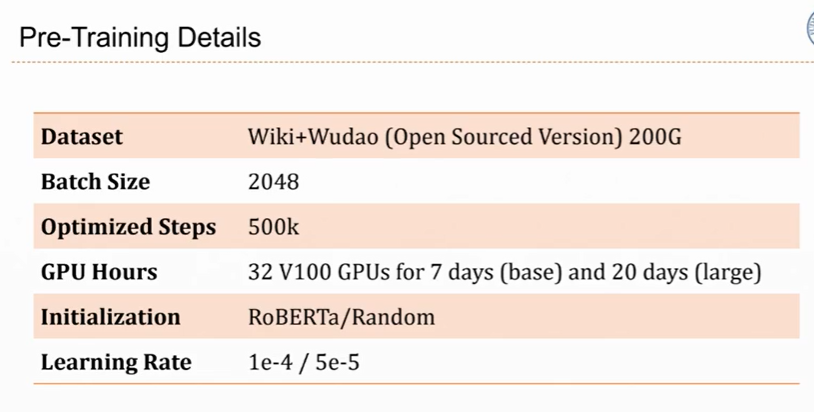 Pre-Training Details
Dataset Wiki+Wudao (Open Sourced Version) 200G
Batch Size 2048
Optimized Steps 500k
GPU Hours 32 V100 GPUs for 7 days (base) and 20 days (large)
Initialization RoBERTa/Random
Learning Rate 1e-4 / 5e-5